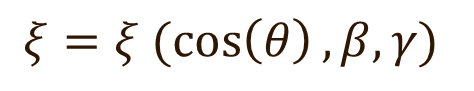 ξ = ξ (cos(θ) , β, γ)